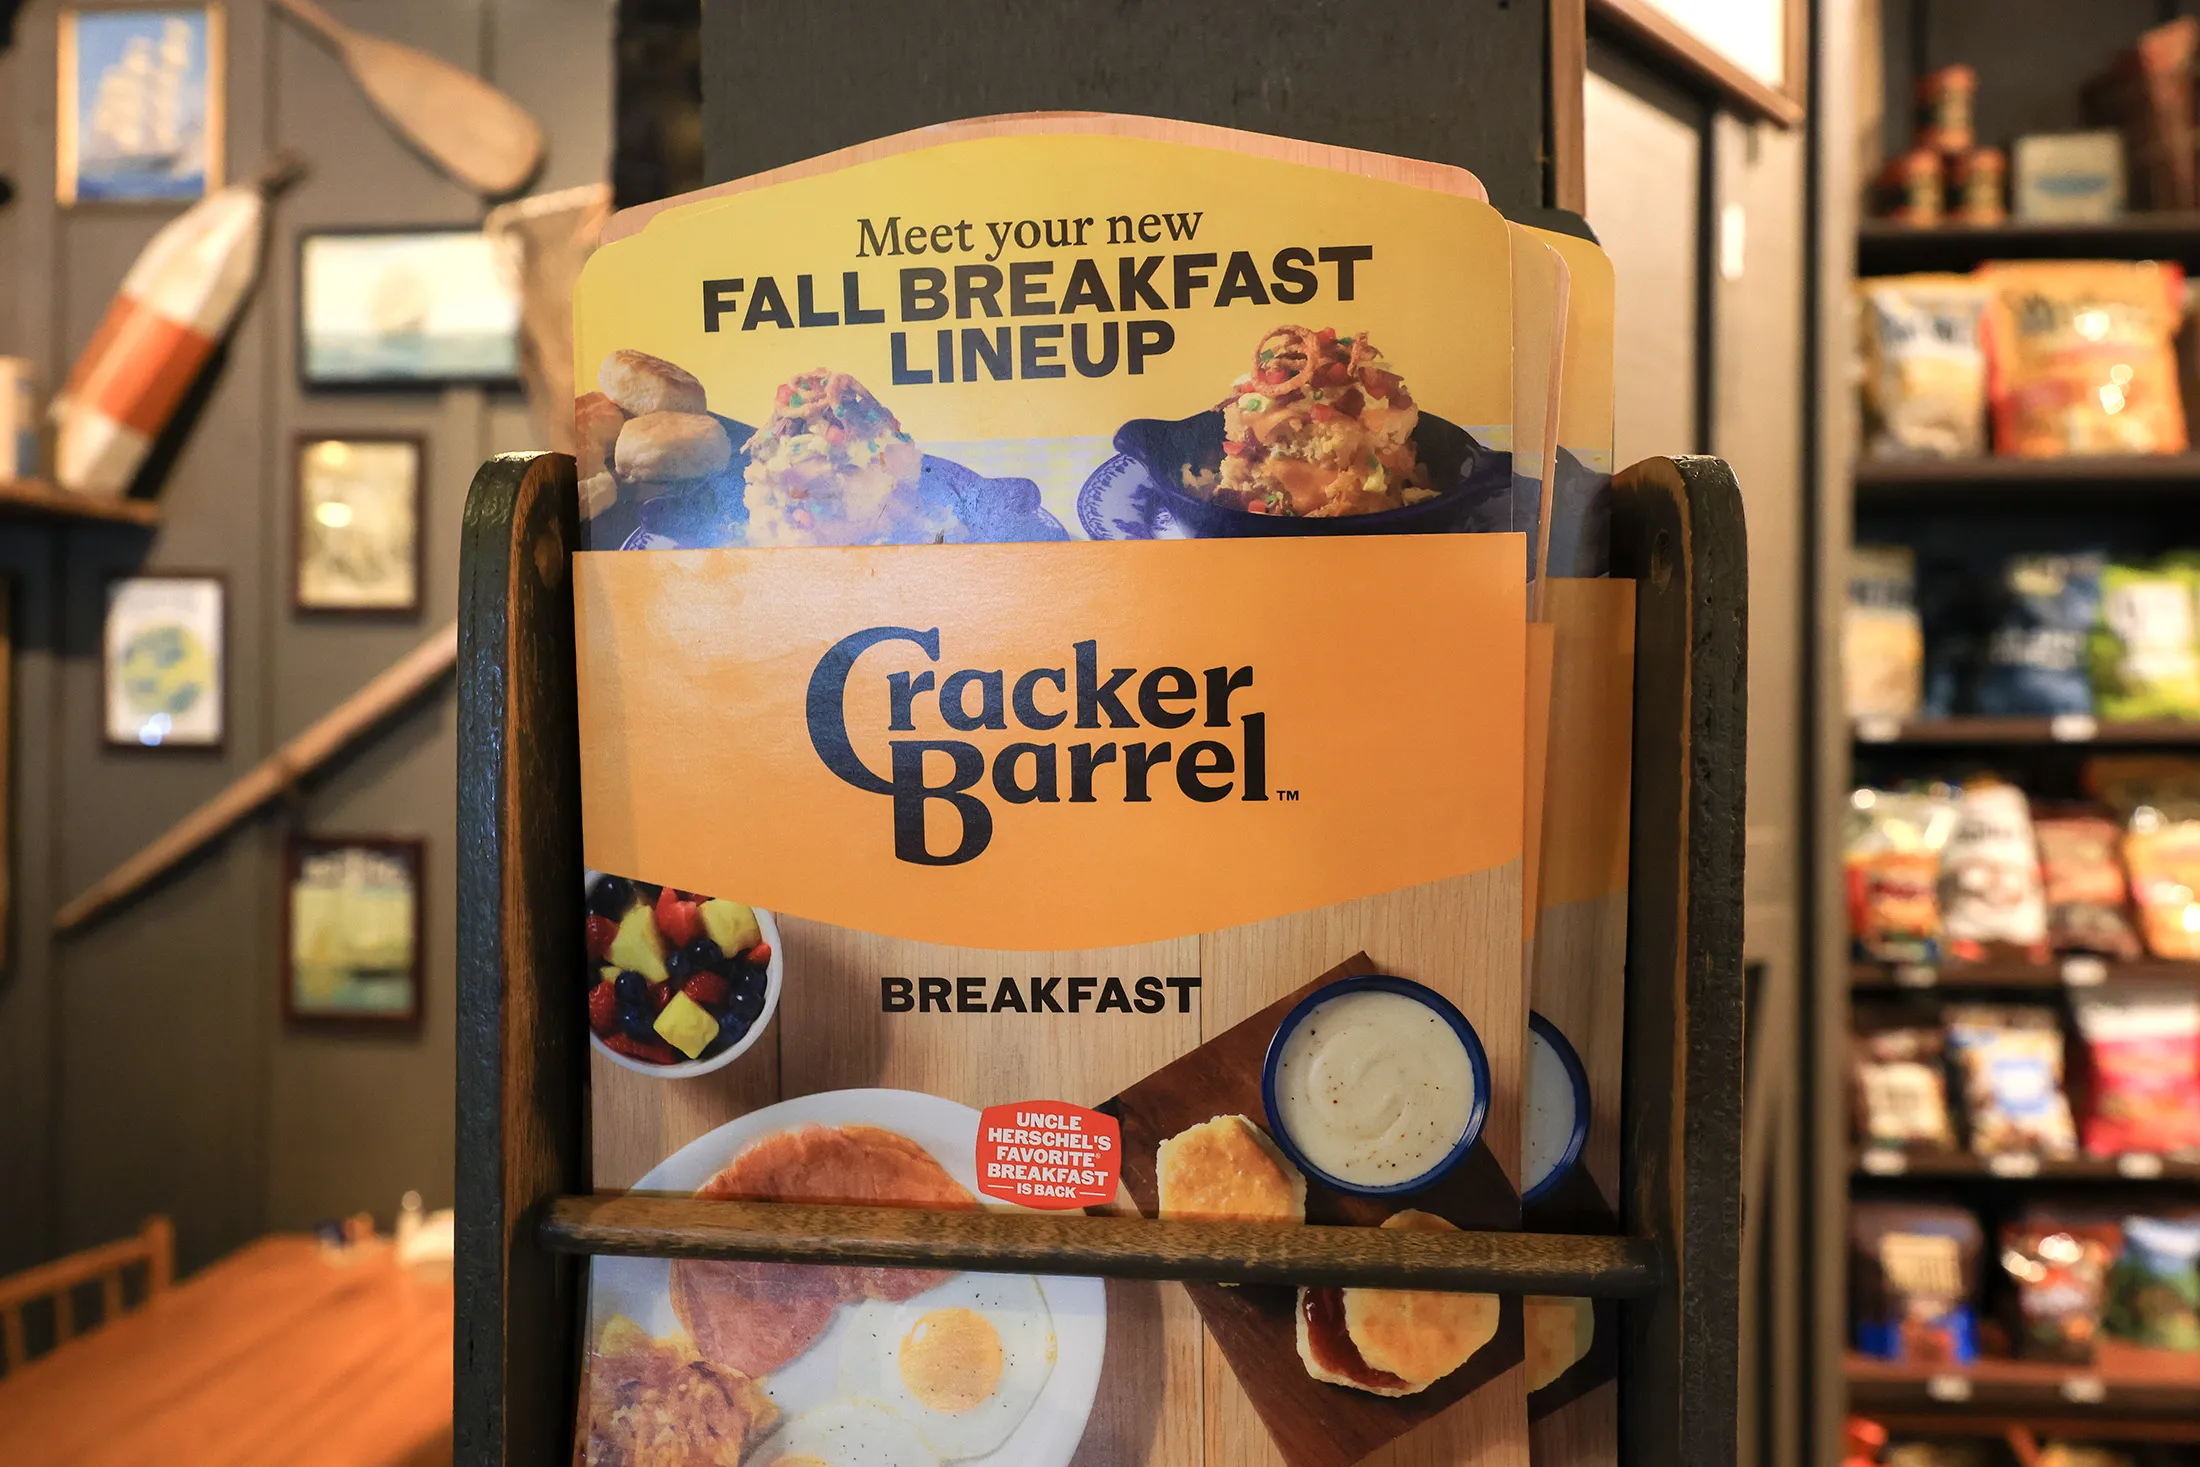 Meet your new
FALL BREAKFAST
LINEUP
Cracker
Barrel™
BREAKFAST
UNCLE
HERSCHEL'S
FAVORITE®
BREAKFAST
IS BACK